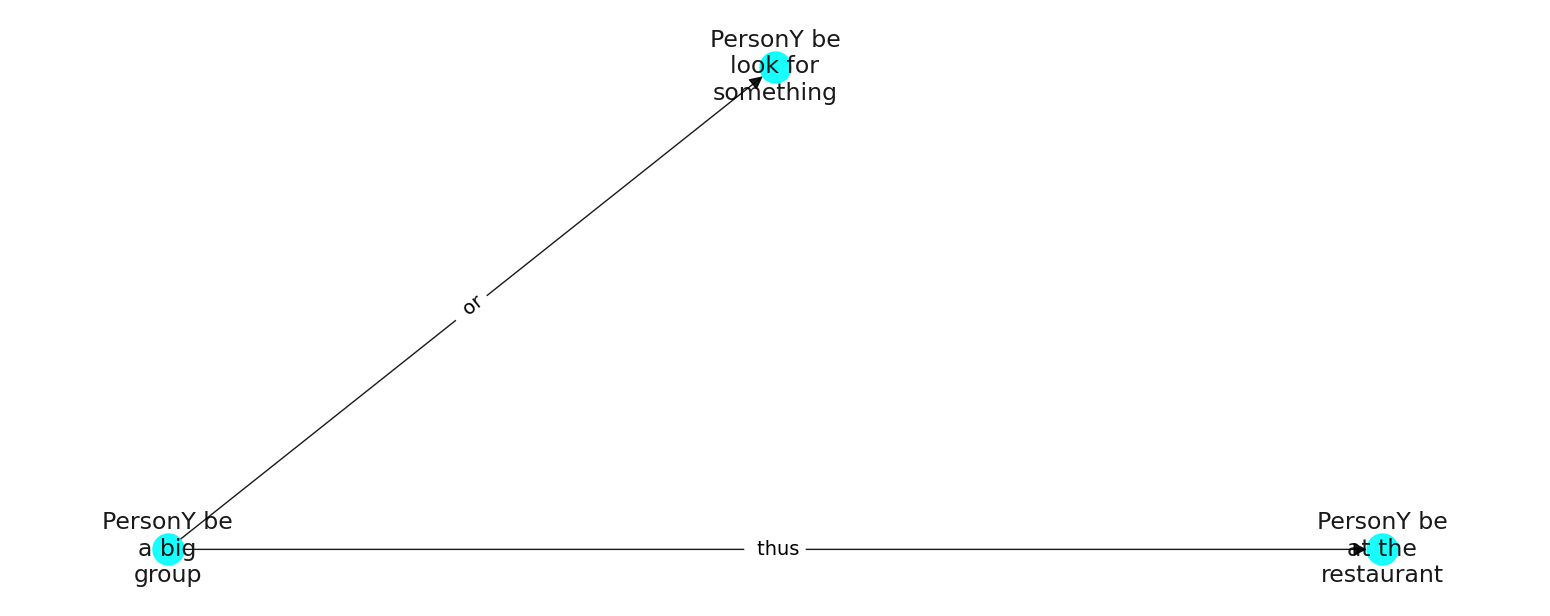 PersonY be
look for
something
or
PersonY be
a big
group
thus
PersonY be
at the
restaurant